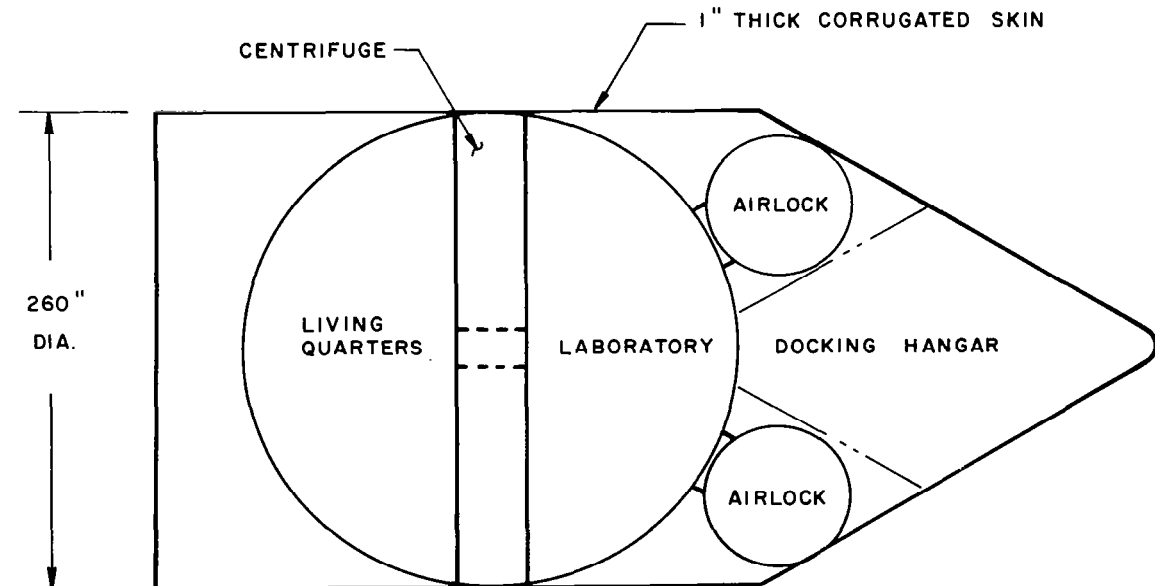 1" THICK CORRUGATED SKIN
CENTRIFUGE
AIRLOCK
260"
DIA.
LIVING
QUARTERS
LABORATORY
DOCKING HANGAR
AIRLOCK